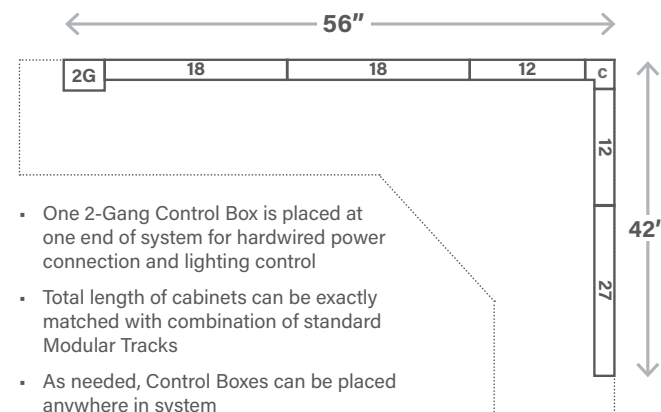 56″
2G 18 18 12 C
12
42″
27
▪ One 2-Gang Control Box is placed at
one end of system for hardwired power
connection and lighting control
▪ Total length of cabinets can be exactly
matched with combination of standard
Modular Tracks
▪ As needed, Control Boxes can be placed
anywhere in system